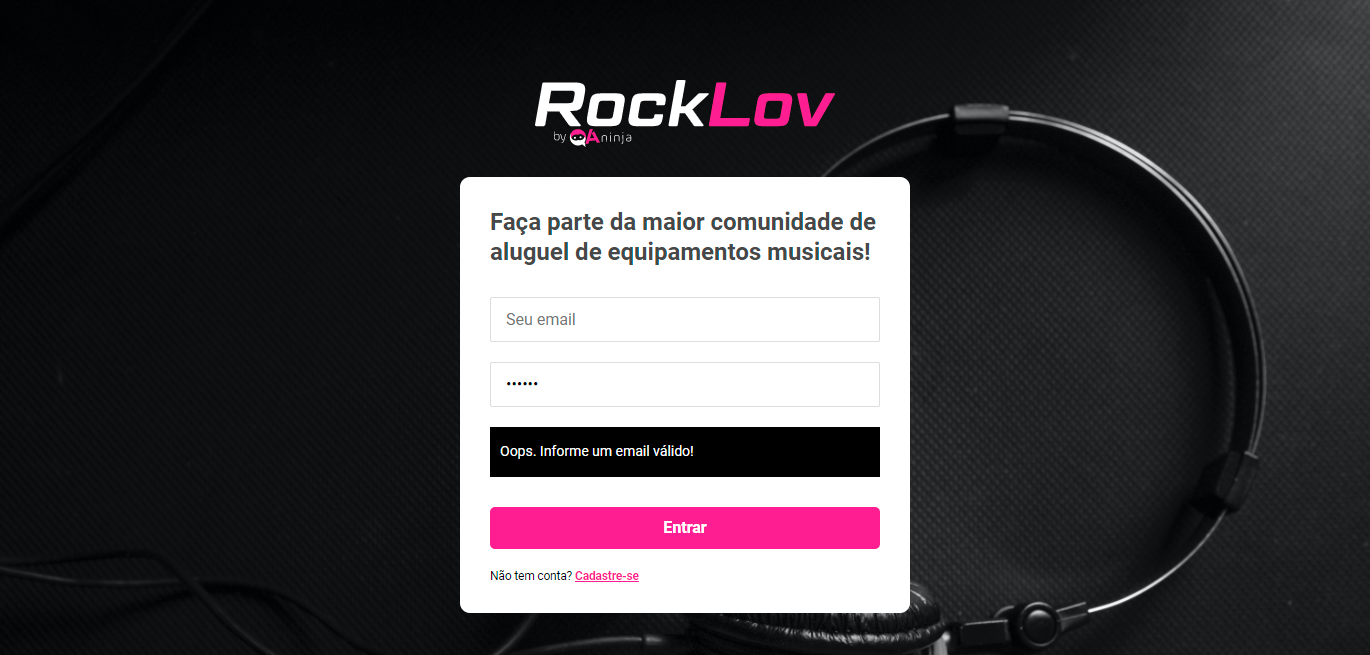 RockLov
by QAninja
Faça parte da maior comunidade de
aluguel de equipamentos musicais!
Seu email
••••••
Oops. Informe um email válido!
Entrar
Não tem conta? Cadastre-se